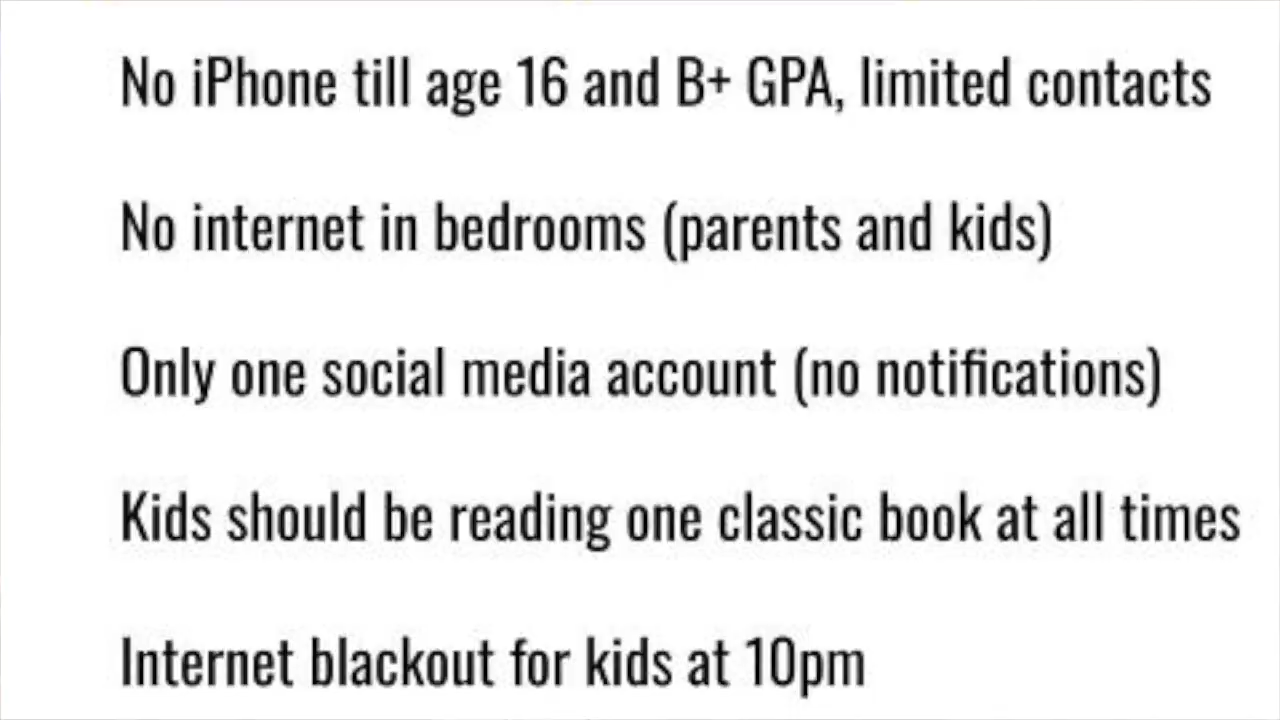 No iPhone till age 16 and B+ GPA, limited contacts
No internet in bedrooms (parents and kids)
Only one social media account (no notifications)
Kids should be reading one classic book at all times
Internet blackout for kids at 10pm